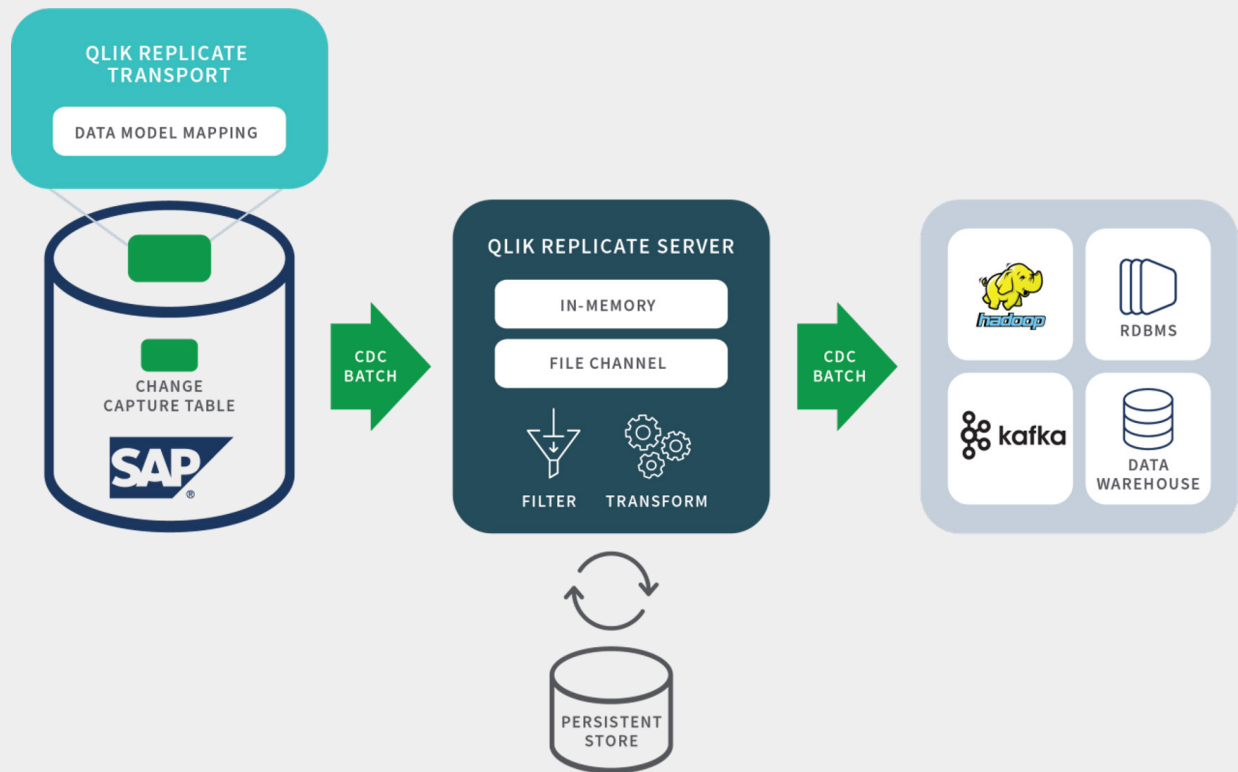 QLIK REPLICATE
TRANSPORT
DATA MODEL MAPPING
CHANGE
CAPTURE TABLE
SAP
®
CDC
BATCH
QLIK REPLICATE SERVER
IN-MEMORY
FILE CHANNEL
FILTER
TRANSFORM
PERSISTENT
STORE
CDC
BATCH
hadoop
RDBMS
kafka
DATA
WAREHOUSE